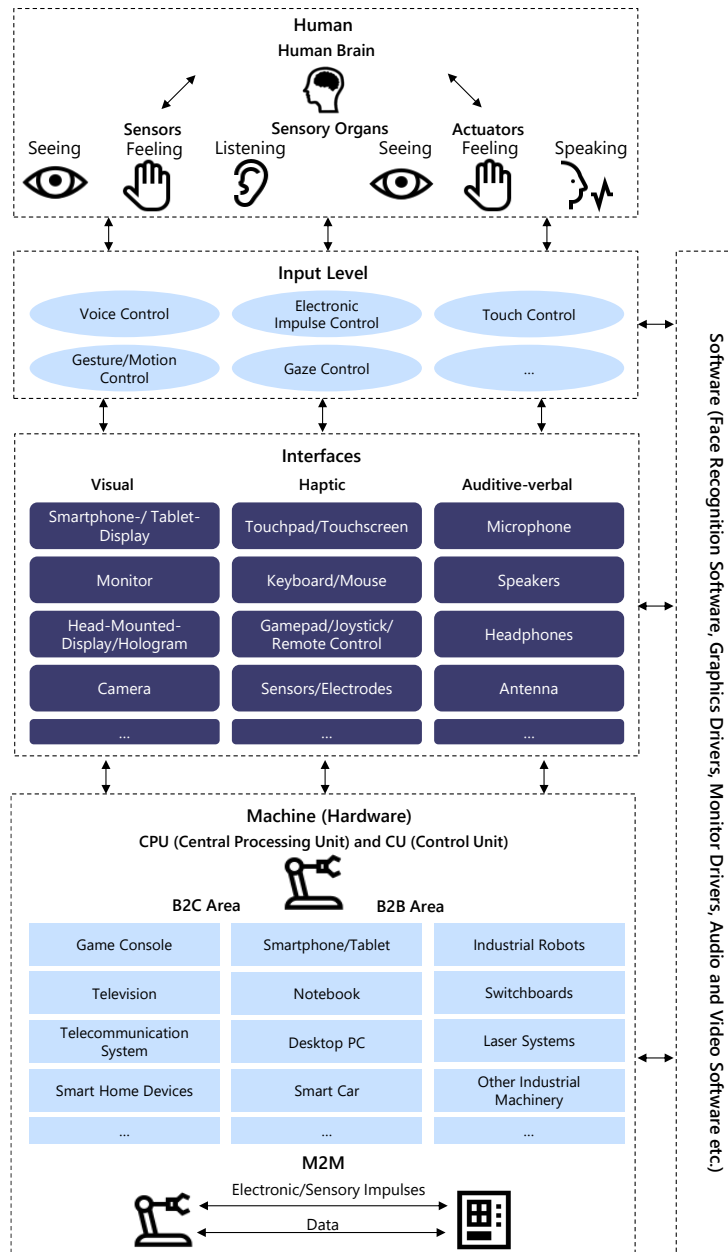 Human
Human Brain
Sensors
Sensory Organs
Actuators
Seeing
Feeling
Listening
Seeing
Feeling
Speaking
Input Level
Voice Control
Electronic
Impulse Control
Touch Control
Gesture/Motion
Control
Gaze Control
...
Interfaces
Visual
Haptic
Auditive-verbal
Smartphone-/ Tablet-
Display
Touchpad/Touchscreen
Microphone
Monitor
Keyboard/Mouse
Speakers
Head-Mounted-
Display/Hologram
Gamepad/Joystick/
Remote Control
Headphones
Camera
Sensors/Electrodes
Antenna
...
...
...
Machine (Hardware)
CPU (Central Processing Unit) and CU (Control Unit)
B2C Area
B2B Area
Game Console
Smartphone/Tablet
Industrial Robots
Television
Notebook
Switchboards
Telecommunication
System
Desktop PC
Laser Systems
Smart Home Devices
Smart Car
Other Industrial
Machinery
...
...
...
M2M
Electronic/Sensory Impulses
Data
Software (Face Recognition Software, Graphics Drivers, Monitor Drivers, Audio and Video Software etc.)